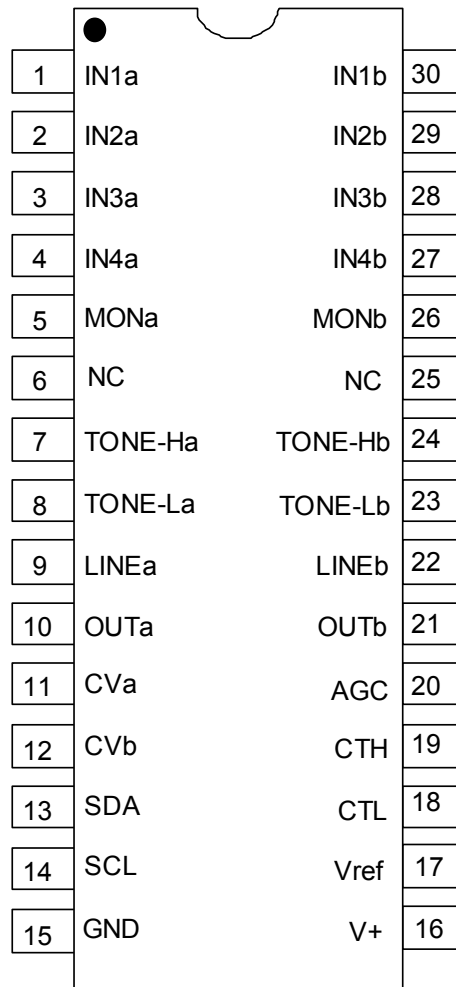 1 IN1a IN1b 30
2 IN2a IN2b 29
3 IN3a IN3b 28
4 IN4a IN4b 27
5 MONa MONb 26
6 NC NC 25
7 TONE-Ha TONE-Hb 24
8 TONE-La TONE-Lb 23
9 LINEa LINEb 22
10 OUTa OUTb 21
11 CVa AGC 20
12 CVb CTH 19
13 SDA CTL 18
14 SCL Vref 17
15 GND V+ 16